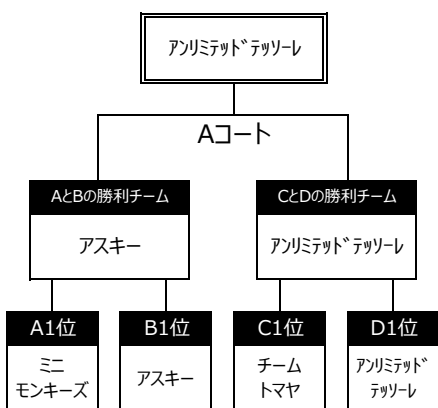 ｱﾝﾘﾐﾃｯﾄﾞﾃｯｿｰﾚ
Aコート
AとBの勝利チーム
CとDの勝利チーム
アスキー
ｱﾝﾘﾐﾃｯﾄﾞﾃｯｿｰﾚ
A1位
B1位
C1位
D1位
ミニ
モンキーズ
アスキー
チーム
トマヤ
ｱﾝﾘﾐﾃｯﾄﾞ
ﾃｯｿｰﾚ